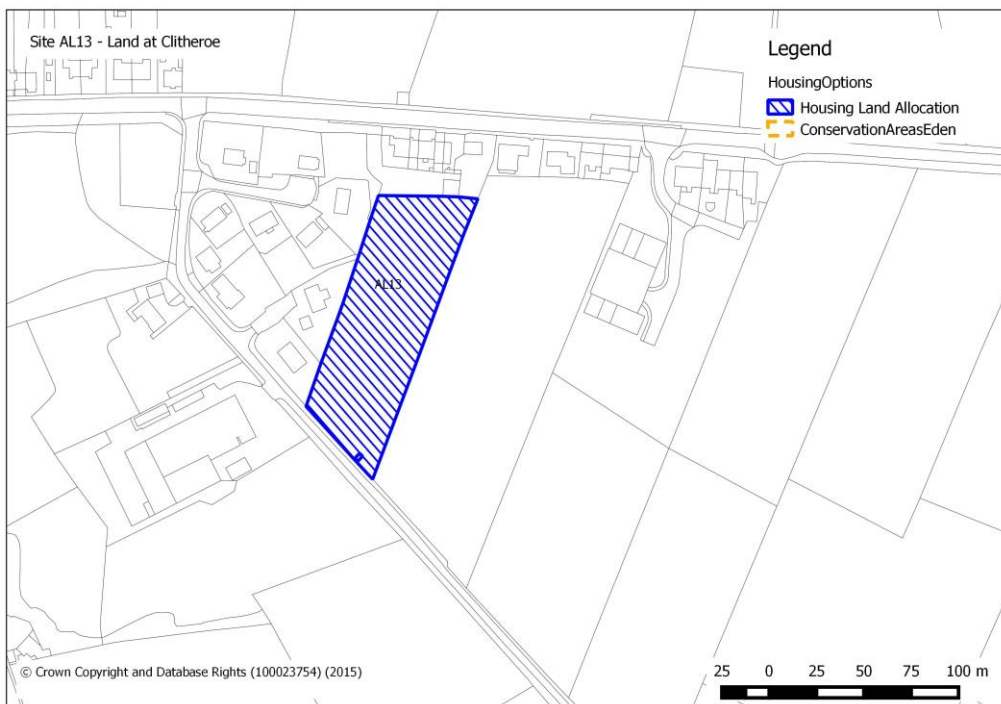 Site AL13 - Land at Clitheroe
Legend
HousingOptions
Housing Land Allocation
ConservationAreasEden
AL13
© Crown Copyright and Database Rights (100023754) (2015)
25 0 25 50 75 100 m